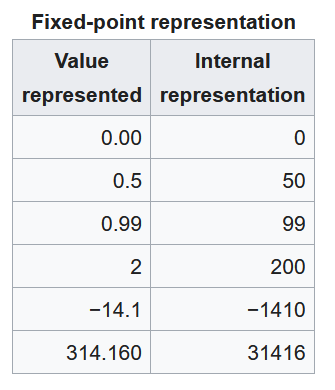 Fixed-point representation
Value Internal
represented representation
0.00 0
0.5 50
0.99 99
2 200
−14.1 −1410
314.160 31416